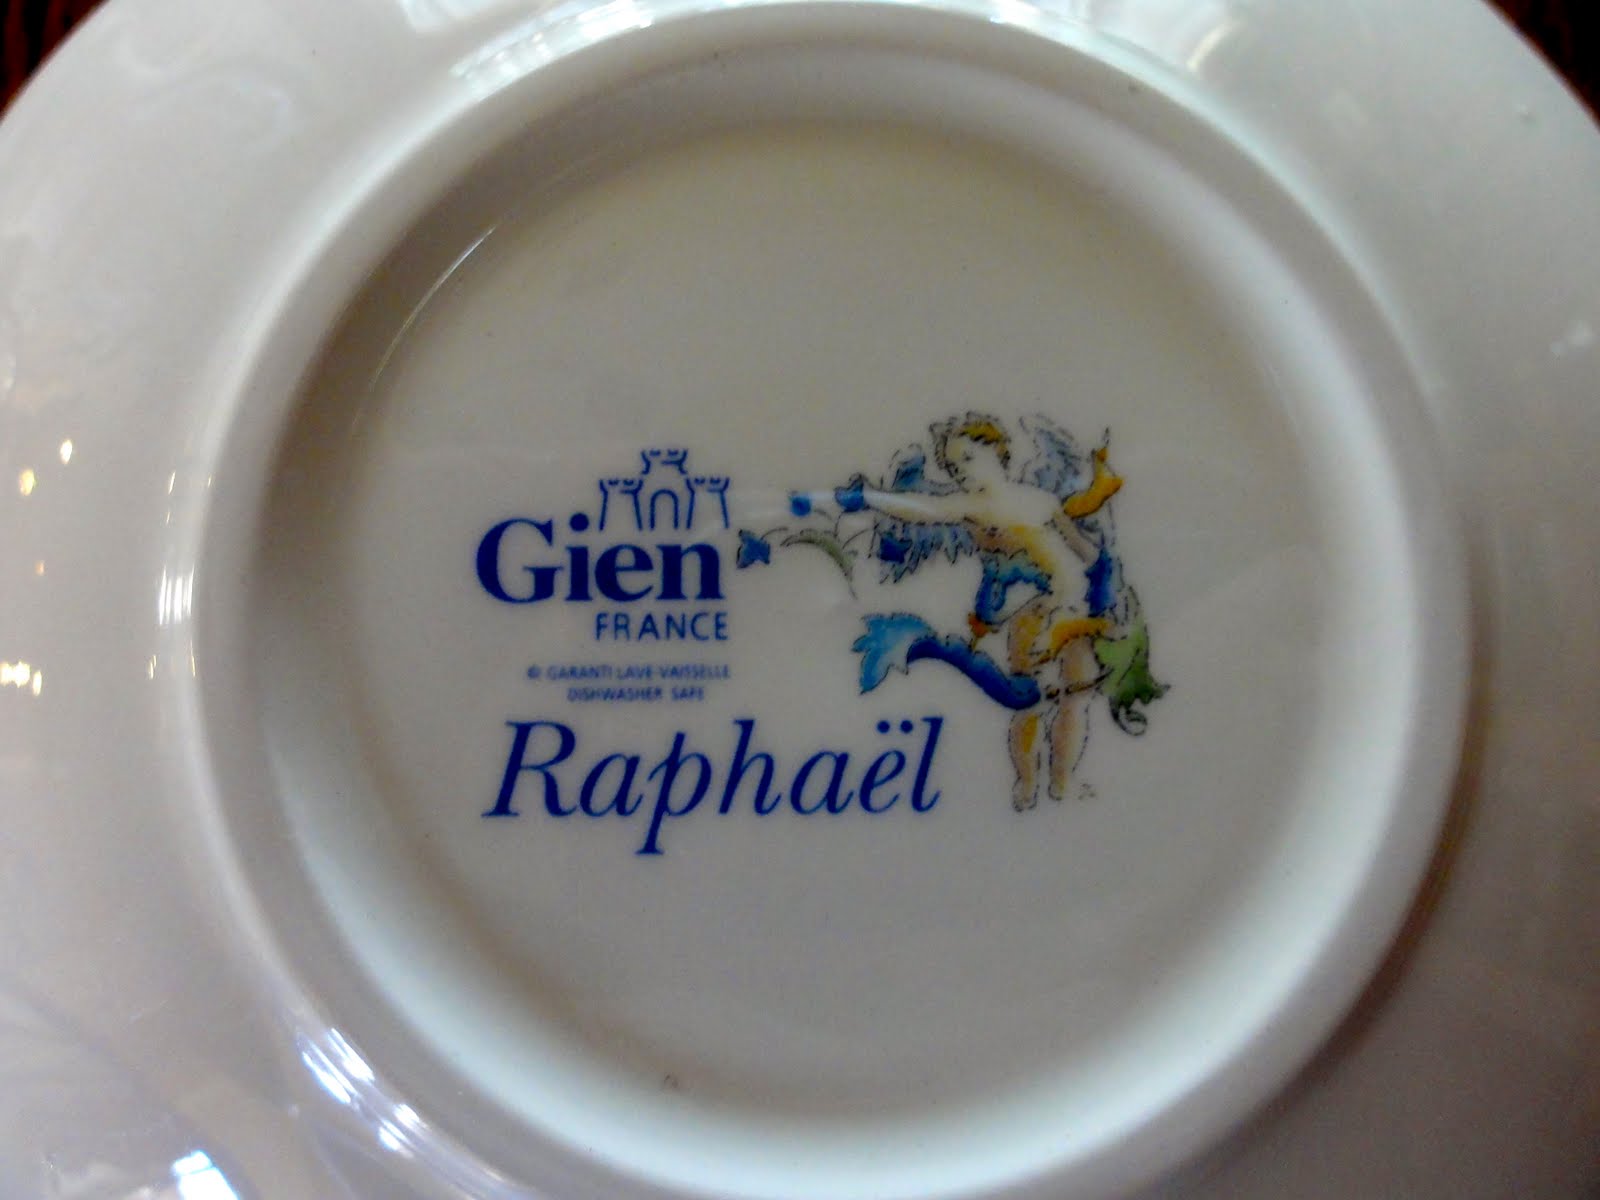 Gien
FRANCE
© GARANTI LAVE-VAISSELLE
DISHWASHER SAFE
Raphaël